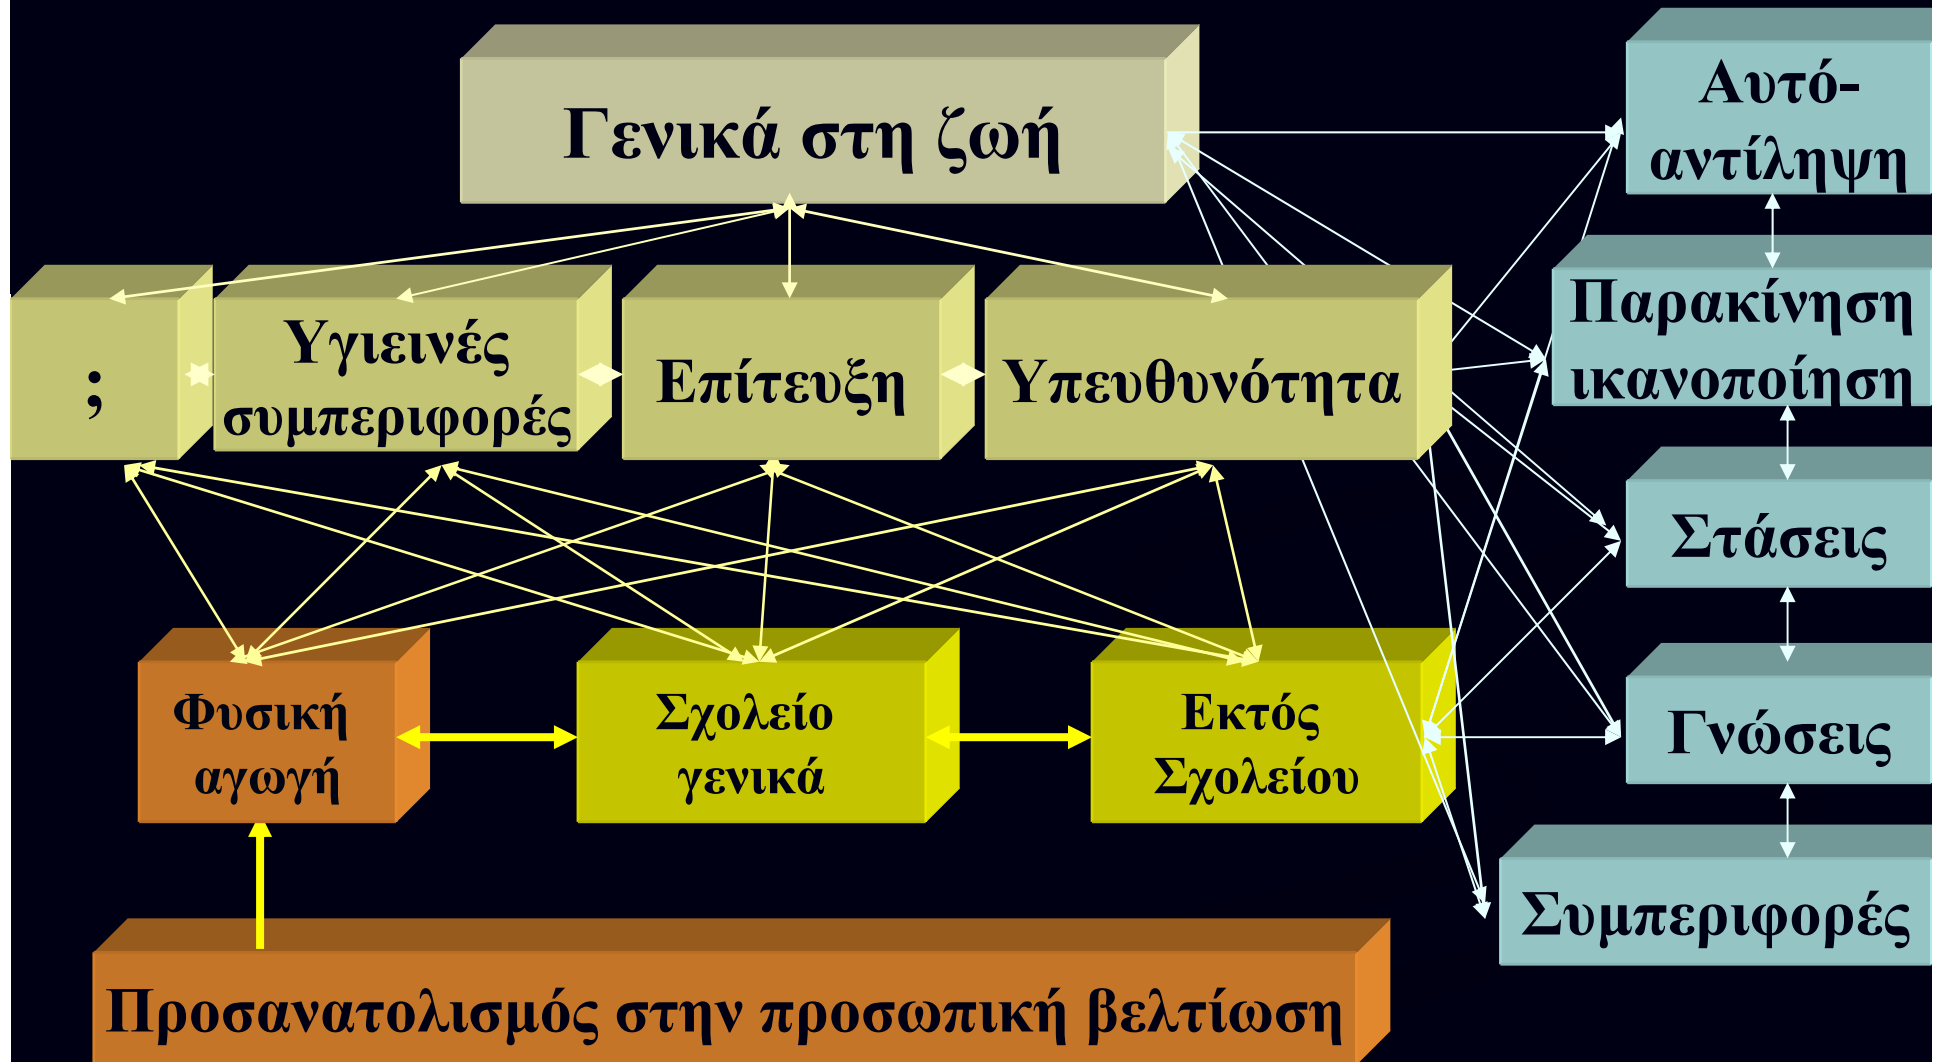 Γενικά στη ζωή
Αυτό-
αντίληψη
Παρακίνηση
ικανοποίηση
Στάσεις
Γνώσεις
Συμπεριφορές
;
Υγιεινές
συμπεριφορές
Επίτευξη
Υπευθυνότητα
Φυσική
αγωγή
Σχολείο
γενικά
Εκτός
Σχολείου
Προσανατολισμός στην προσωπική βελτίωση